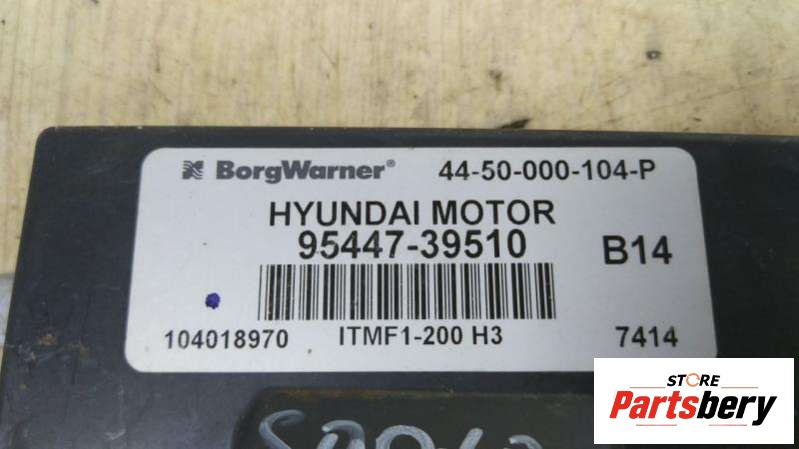 BorgWarner® 44-50-000-104-P
HYUNDAI MOTOR
95447-39510 B14
104018970 ITMF1-200 H3 7414
STORE
Partsbery